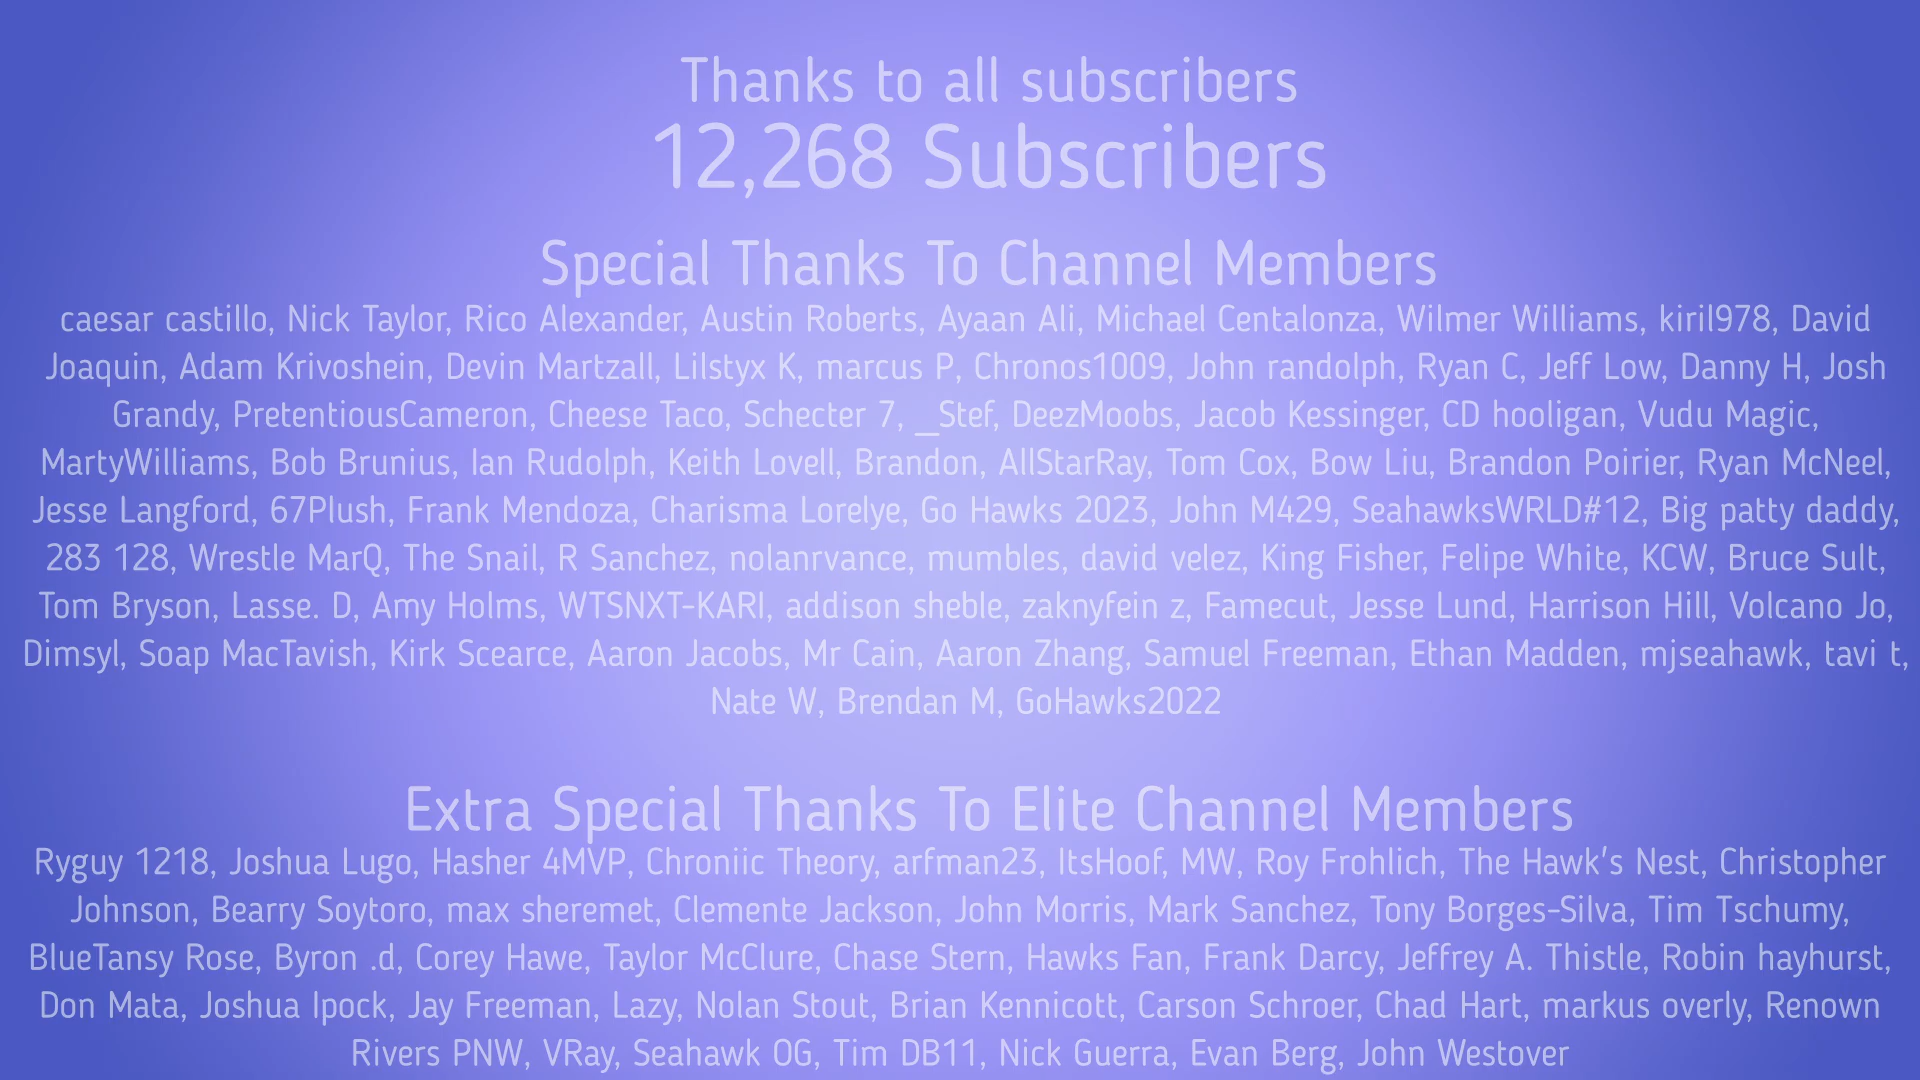 Thanks to all subscribers
12,268 Subscribers
Special Thanks To Channel Members
caesar castillo, Nick Taylor, Rico Alexander, Austin Roberts, Ayaan Ali, Michael Centalonza, Wilmer Williams, kiril978, David
Joaquin, Adam Krivoshein, Devin Martzall, Lilstyx K, marcus P, Chronos1009, John randolph, Ryan C, Jeff Low, Danny H, Josh
Grandy, PretentiousCameron, Cheese Taco, Schecter 7, _Stef, DeezMoobs, Jacob Kessinger, CD hooligan, Vudu Magic,
MartyWilliams, Bob Brunius, Ian Rudolph, Keith Lovell, Brandon, AllStarRay, Tom Cox, Bow Liu, Brandon Poirier, Ryan McNeel,
Jesse Langford, 67Plush, Frank Mendoza, Charisma Lorelye, Go Hawks 2023, John M429, SeahawksWRLD#12, Big patty daddy,
283 128, Wrestle MarQ, The Snail, R Sanchez, nolanrvance, mumbles, david velez, King Fisher, Felipe White, KCW, Bruce Sult,
Tom Bryson, Lasse. D, Amy Holms, WTSNXT-KARI, addison sheble, zaknyfein z, Famecut, Jesse Lund, Harrison Hill, Volcano Jo,
Dimsyl, Soap MacTavish, Kirk Scearce, Aaron Jacobs, Mr Cain, Aaron Zhang, Samuel Freeman, Ethan Madden, mjseahawk, tavi t,
Nate W, Brendan M, GoHawks2022
Extra Special Thanks To Elite Channel Members
Ryguy 1218, Joshua Lugo, Hasher 4MVP, Chroniic Theory, arfman23, ItsHoof, MW, Roy Frohlich, The Hawk's Nest, Christopher
Johnson, Bearry Soytoro, max sheremet, Clemente Jackson, John Morris, Mark Sanchez, Tony Borges-Silva, Tim Tschumy,
BlueTansy Rose, Byron .d, Corey Hawe, Taylor McClure, Chase Stern, Hawks Fan, Frank Darcy, Jeffrey A. Thistle, Robin hayhurst,
Don Mata, Joshua Ipock, Jay Freeman, Lazy, Nolan Stout, Brian Kennicott, Carson Schroer, Chad Hart, markus overly, Renown
Rivers PNW, VRay, Seahawk OG, Tim DB11, Nick Guerra, Evan Berg, John Westover